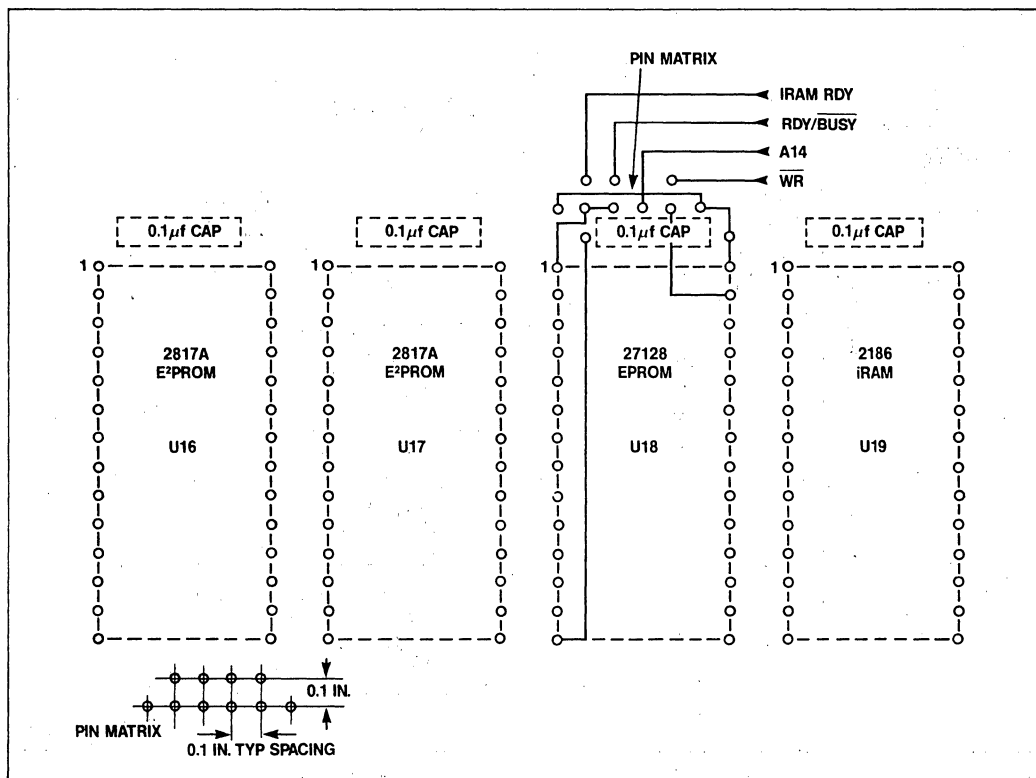 PIN MATRIX
IRAM RDY
RDY/BUSY
A14
WR
0.1μf CAP
0.1μf CAP
0.1μf CAP
0.1μf CAP
1
1
1
1
2817A
E²PROM
2817A
E²PROM
27128
EPROM
2186
iRAM
U16
U17
U18
U19
0.1 IN.
PIN MATRIX
0.1 IN. TYP SPACING